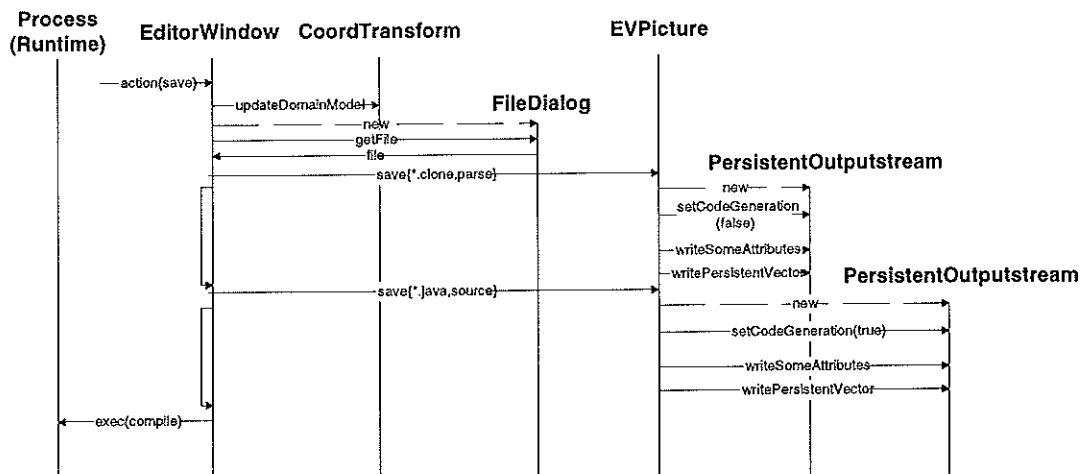 Process
(Runtime)
EditorWindow
CoordTransform
EVPicture
action(save)
updateDomainModel
FileDialog
new
getFile
file
save(*.clone,parse)
PersistentOutputstream
new
setCodeGeneration
(false)
writeSomeAttributes
writePersistentVector
save(*.java,source)
PersistentOutputstream
new
setCodeGeneration(true)
writeSomeAttributes
writePersistentVector
exec(compile)